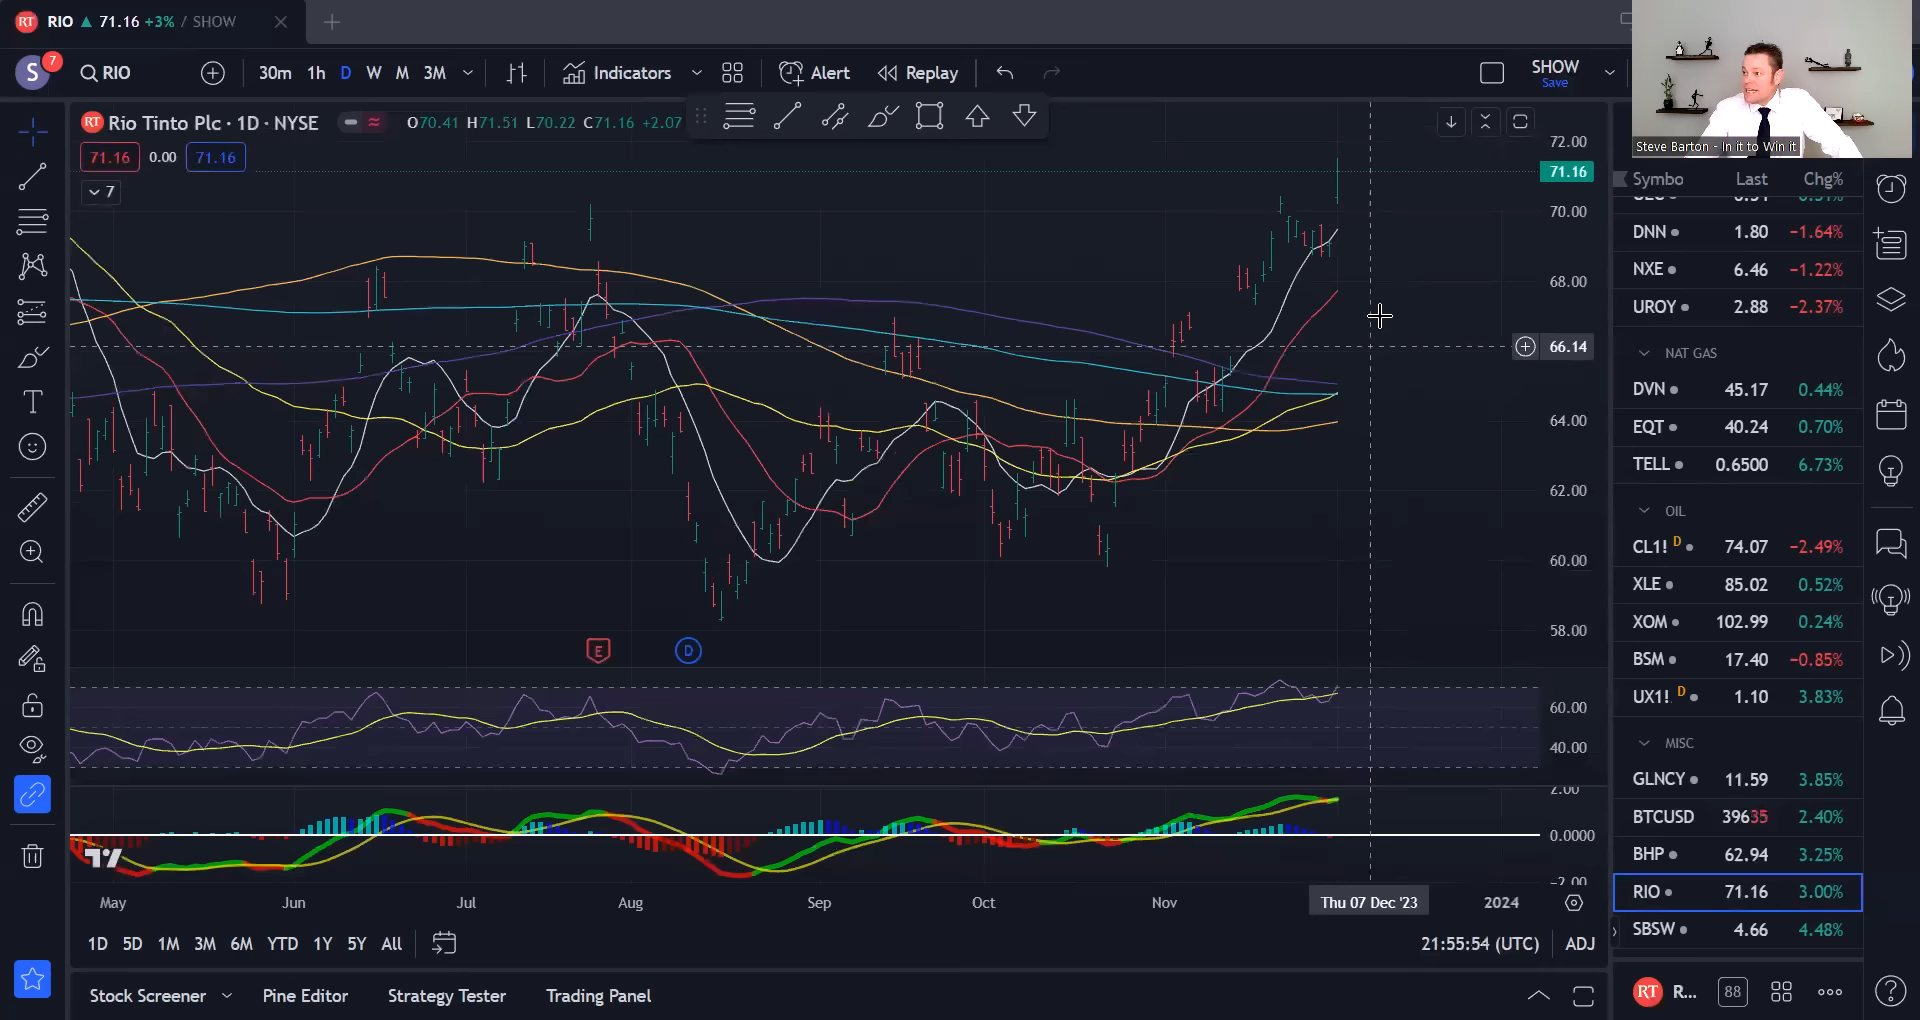 RT RIO ▲ 71.16 +3% / SHOW
S 7 RIO 30m 1h D W M 3M Indicators Alert Replay SHOW
Save
Steve Barton - In it to Win it
RT Rio Tinto Plc · 1D · NYSE O70.41 H71.51 L70.22 C71.16 +2.07
71.16 0.00 71.16
7
72.00
71.16
70.00
68.00
66.14
64.00
62.00
60.00
58.00
E D
60.00
40.00
2.00
0.0000
−2.00
May Jun Jul Aug Sep Oct Nov Thu 07 Dec '23 2024
1D 5D 1M 3M 6M YTD 1Y 5Y All 21:55:54 (UTC) ADJ
Stock Screener Pine Editor Strategy Tester Trading Panel
Symbo Last Chg%
DNN 1.80 −1.64%
NXE 6.46 −1.22%
UROY 2.88 −2.37%
NAT GAS
DVN 45.17 0.44%
EQT 40.24 0.70%
TELL 0.6500 6.73%
OIL
CL1! D 74.07 −2.49%
XLE 85.02 0.52%
XOM 102.99 0.24%
BSM 17.40 −0.85%
UX1! D 1.10 3.83%
MISC
GLNCY 11.59 3.85%
BTCUSD 39635 2.40%
BHP 62.94 3.25%
RIO 71.16 3.00%
SBSW 4.66 4.48%
RT R... 88